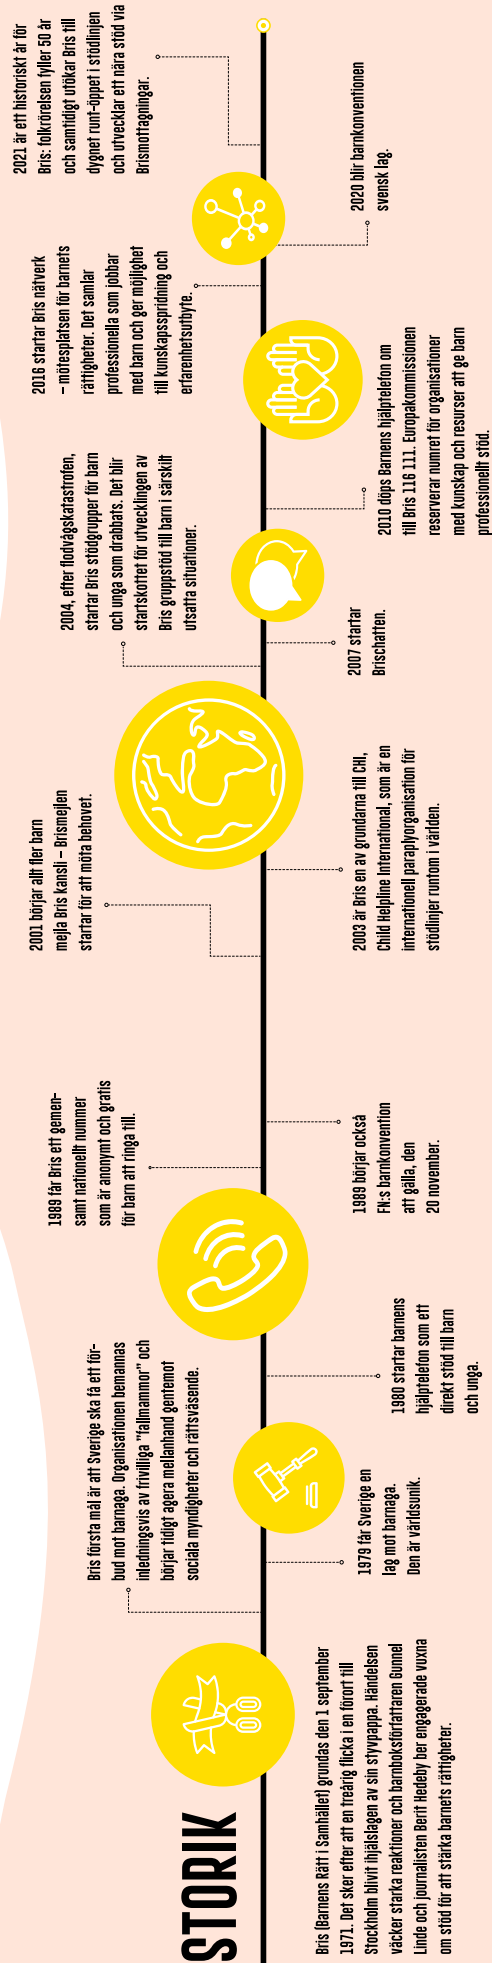 STORIK
Bris (Barnens Rätt i Samhället) grundas den 1 september
1971. Det sker efter att en treårig flicka i en förort till
Stockholm blivit ihjälslagen av sin styvpappa. Händelsen
väcker starka reaktioner och barnboksförfattaren Gunnel
Linde och journalisten Berit Hedeby ber engagerade vuxna
om stöd för att stärka barnets rättigheter.
Bris första mål är att Sverige ska få ett för-
bud mot barnaga. Organisationen bemannas
inledningsvis av frivilliga ”fallmammor” och
börjar tidigt agera mellanhand gentemot
sociala myndigheter och rättsväsende.
1979 får Sverige en
lag mot barnaga.
Den är världsunik.
1980 startar barnens
hjälptelefon som ett
direkt stöd till barn
och unga.
1989 får Bris ett gemen-
samt nationellt nummer
som är anonymt och gratis
för barn att ringa till.
1989 börjar också
FN:s barnkonvention
att gälla, den
20 november.
2001 börjar allt fler barn
mejla Bris kansli – Brismejlen
startar för att möta behovet.
2003 är Bris en av grundarna till CHI,
Child Helpline International, som är en
internationell paraplyorganisation för
stödlinjer runtom i världen.
2004, efter flodvågskatastrofen,
startar Bris stödgrupper för barn
och unga som drabbats. Det blir
startskottet för utvecklingen av
Bris gruppstöd till barn i särskilt
utsatta situationer.
2007 startar
Brischatten.
2010 döps Barnens hjälptelefon om
till Bris 116 111. Europakommissionen
reserverar numret för organisationer
med kunskap och resurser att ge barn
professionellt stöd.
2016 startar Bris nätverk
– mötesplatsen för barnets
rättigheter. Det samlar
professionella som jobbar
med barn och ger möjlighet
till kunskapsspridning och
erfarenhetsutbyte.
2020 blir barnkonventionen
svensk lag.
2021 är ett historiskt år för
Bris: folkrörelsen fyller 50 år
och samtidigt utökar Bris till
dygnet runt-öppet i stödlinjen
och utvecklar ett nära stöd via
Brismottagningar.